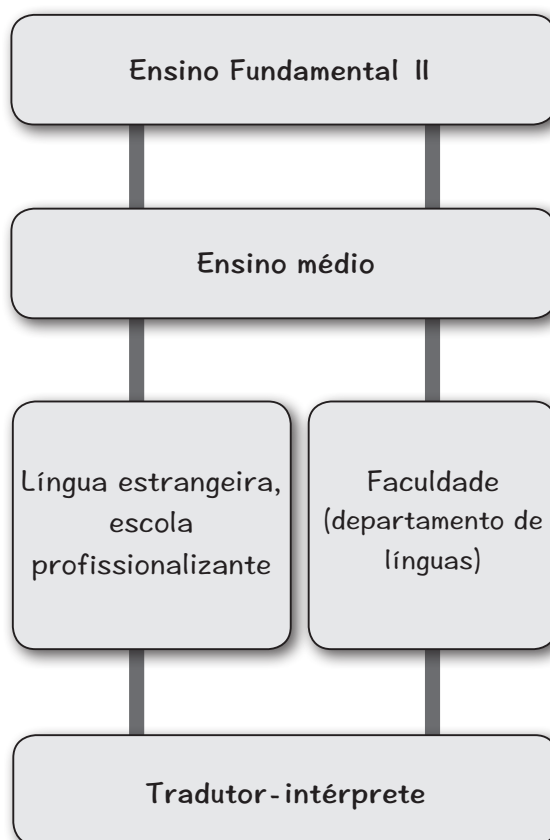 Ensino Fundamental II
Ensino médio
Língua estrangeira,
escola
profissionalizante
Faculdade
(departamento de
línguas)
Tradutor-intérprete